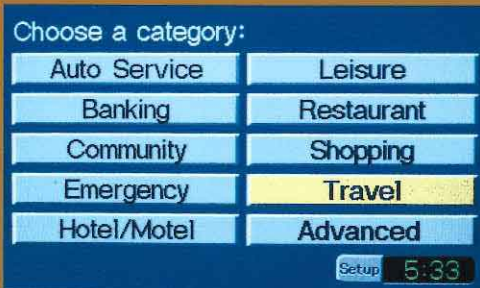 Choose a category:
Auto Service Leisure
Banking Restaurant
Community Shopping
Emergency Travel
Hotel/Motel Advanced
Setup 5:33